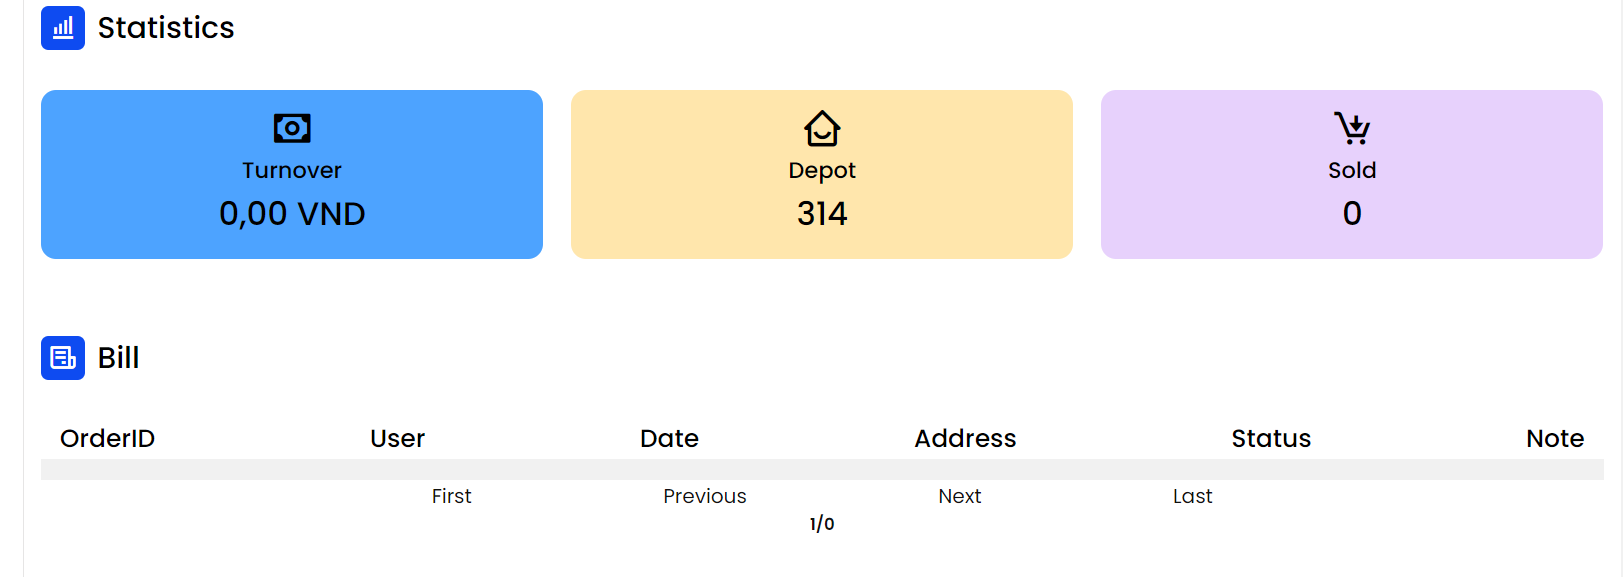 Statistics
Turnover
0,00 VND
Depot
314
Sold
0
Bill
OrderID User Date Address Status Note
First Previous Next Last
1/0